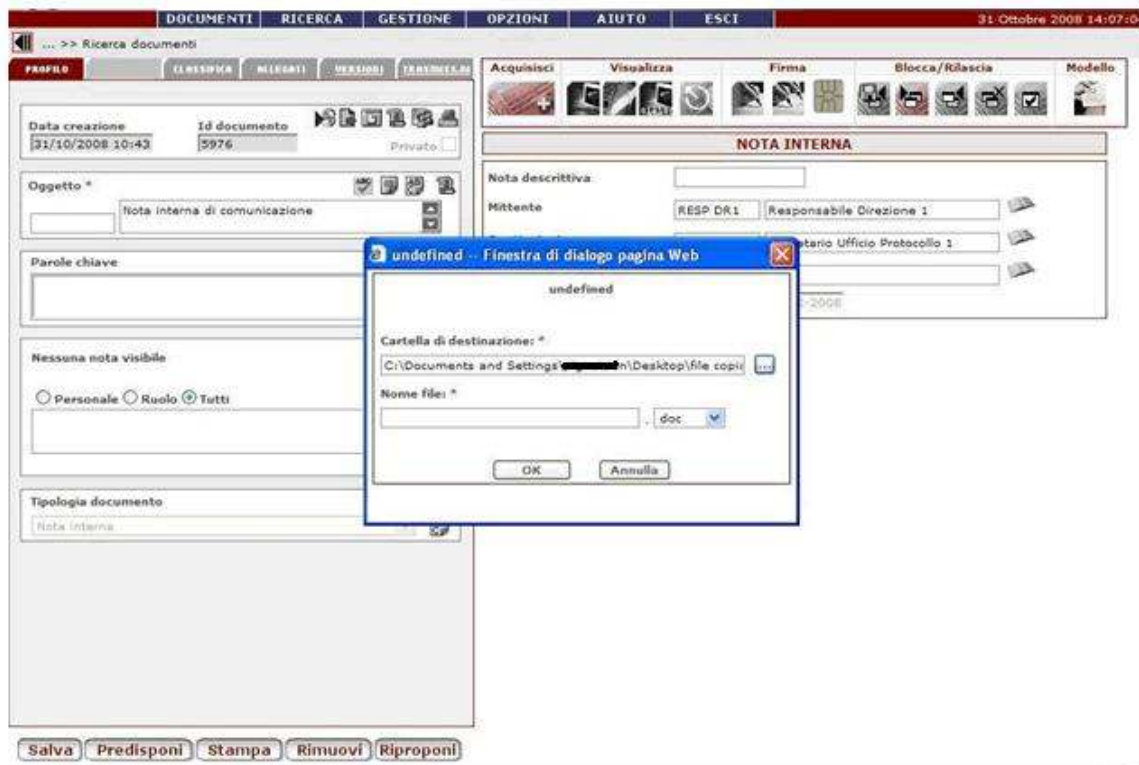 DOCUMENTI RICERCA GESTIONE OPZIONI AIUTO ESCI
31 Ottobre 2008 14:07:0
... >> Ricerca documenti
PROFILO CLASSIFICA ALLEGATI VERSIONI
Acquisisci Visualizza Firma Blocca/Rilascia Modello
Data creazione Id documento
31/10/2008 10:43 5976 Privato
NOTA INTERNA
Oggetto *
Nota interna di comunicazione
Nota descrittiva
Mittente RESP DR1 Responsabile Direzione 1
Ufficio Protocollo 1
-2008
Parole chiave
undefined -- Finestra di dialogo pagina Web
undefined
Cartella di destinazione: *
C:\Documents and Settings\ n\Desktop\file copi
...
Nome file: *
. doc
OK Annulla
Nessuna nota visibile
Personale Ruolo Tutti
Tipologia documento
Nota interna
Salva Predisponi Stampa Rimuovi Riproponi